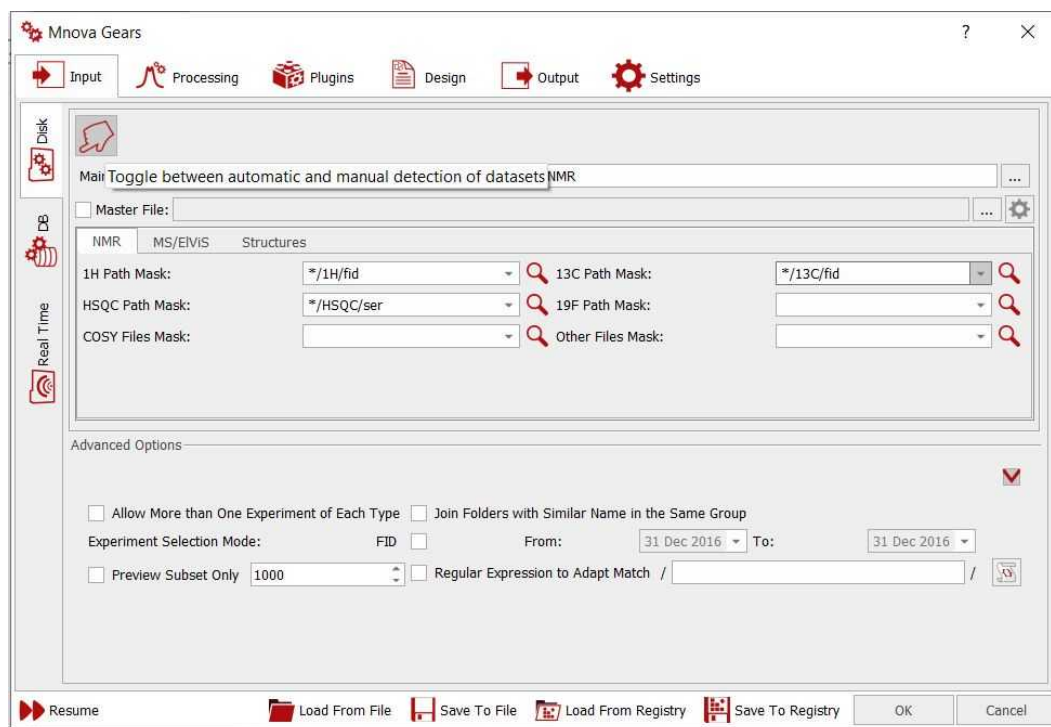 Mnova Gears ?
Input Processing Plugins Design Output Settings
Disk
DB
Real Time
Toggle between automatic and manual detection of datasets NMR ...
Master File: ...
NMR MS/ElViS Structures
1H Path Mask: */1H/fid 13C Path Mask: */13C/fid
HSQC Path Mask: */HSQC/ser 19F Path Mask:
COSY Files Mask: Other Files Mask:
Advanced Options
Allow More than One Experiment of Each Type Join Folders with Similar Name in the Same Group
Experiment Selection Mode: FID From: 31 Dec 2016 To: 31 Dec 2016
Preview Subset Only 1000 Regular Expression to Adapt Match / /
Resume Load From File Save To File Load From Registry Save To Registry OK Cancel